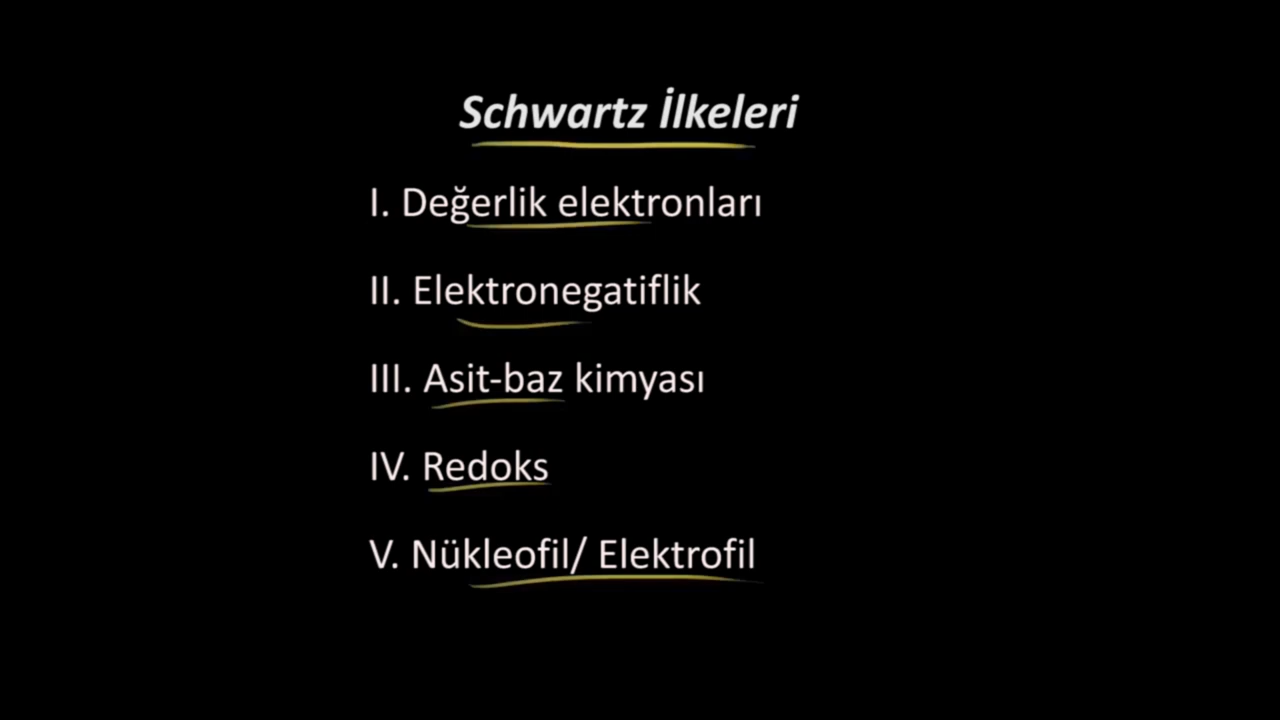 Schwartz İlkeleri
I. Değerlik elektronları
II. Elektronegatiflik
III. Asit-baz kimyası
IV. Redoks
V. Nükleofil/ Elektrofil